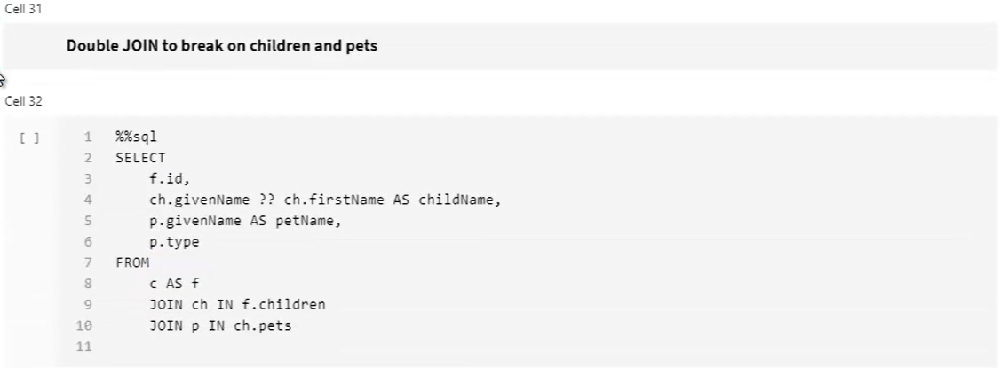 Cell 31
Double JOIN to break on children and pets
Cell 32
[ ] 1 %%sql
2 SELECT
3 f.id,
4 ch.givenName ?? ch.firstName AS childName,
5 p.givenName AS petName,
6 p.type
7 FROM
8 c AS f
9 JOIN ch IN f.children
10 JOIN p IN ch.pets
11